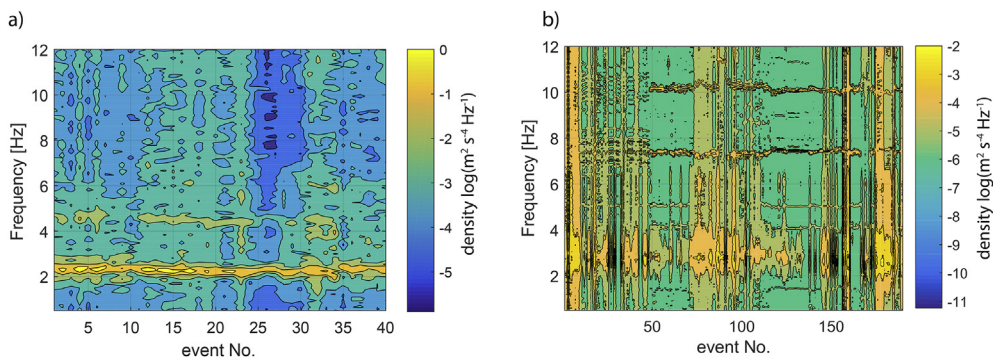 a)
12
10
8
6
4
2
Frequency [Hz]
5 10 15 20 25 30 35 40
event No.
0
-1
-2
-3
-4
-5
density log(m² s⁻⁴ Hz⁻¹)
b)
12
10
8
6
4
2
Frequency [Hz]
50 100 150
event No.
-2
-3
-4
-5
-6
-7
-8
-9
-10
-11
density log(m² s⁻⁴ Hz⁻¹)